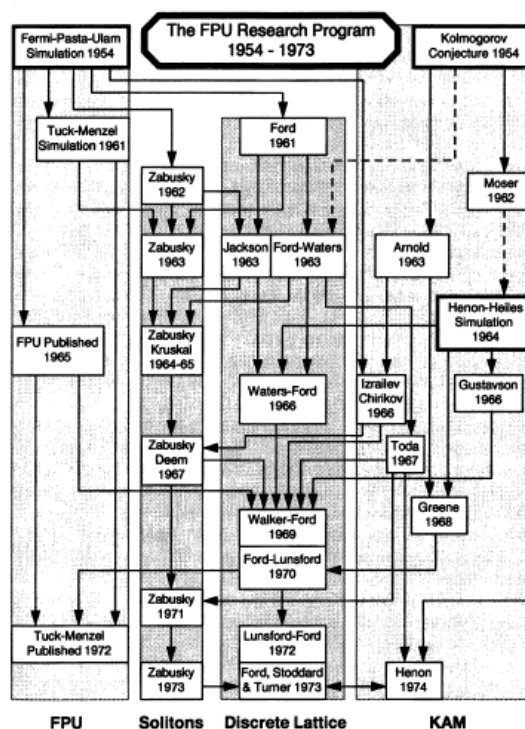 Fermi-Pasta-Ulam
Simulation 1954
The FPU Research Program
1954 - 1973
Kolmogorov
Conjecture 1954
Tuck-Menzel
Simulation 1961
Ford
1961
Zabusky
1962
Moser
1962
Zabusky
1963
Jackson
1963
Ford-Waters
1963
Arnold
1963
Henon-Heiles
Simulation
1964
FPU Published
1965
Zabusky
Kruskal
1964-65
Waters-Ford
1966
Izrailev
Chirikov
1966
Gustavson
1966
Zabusky
Deem
1967
Toda
1967
Walker-Ford
1969
Greene
1968
Ford-Lunsford
1970
Zabusky
1971
Tuck-Menzel
Published 1972
Lunsford-Ford
1972
Zabusky
1973
Ford, Stoddard
& Turner 1973
Henon
1974
FPU
Solitons
Discrete Lattice
KAM